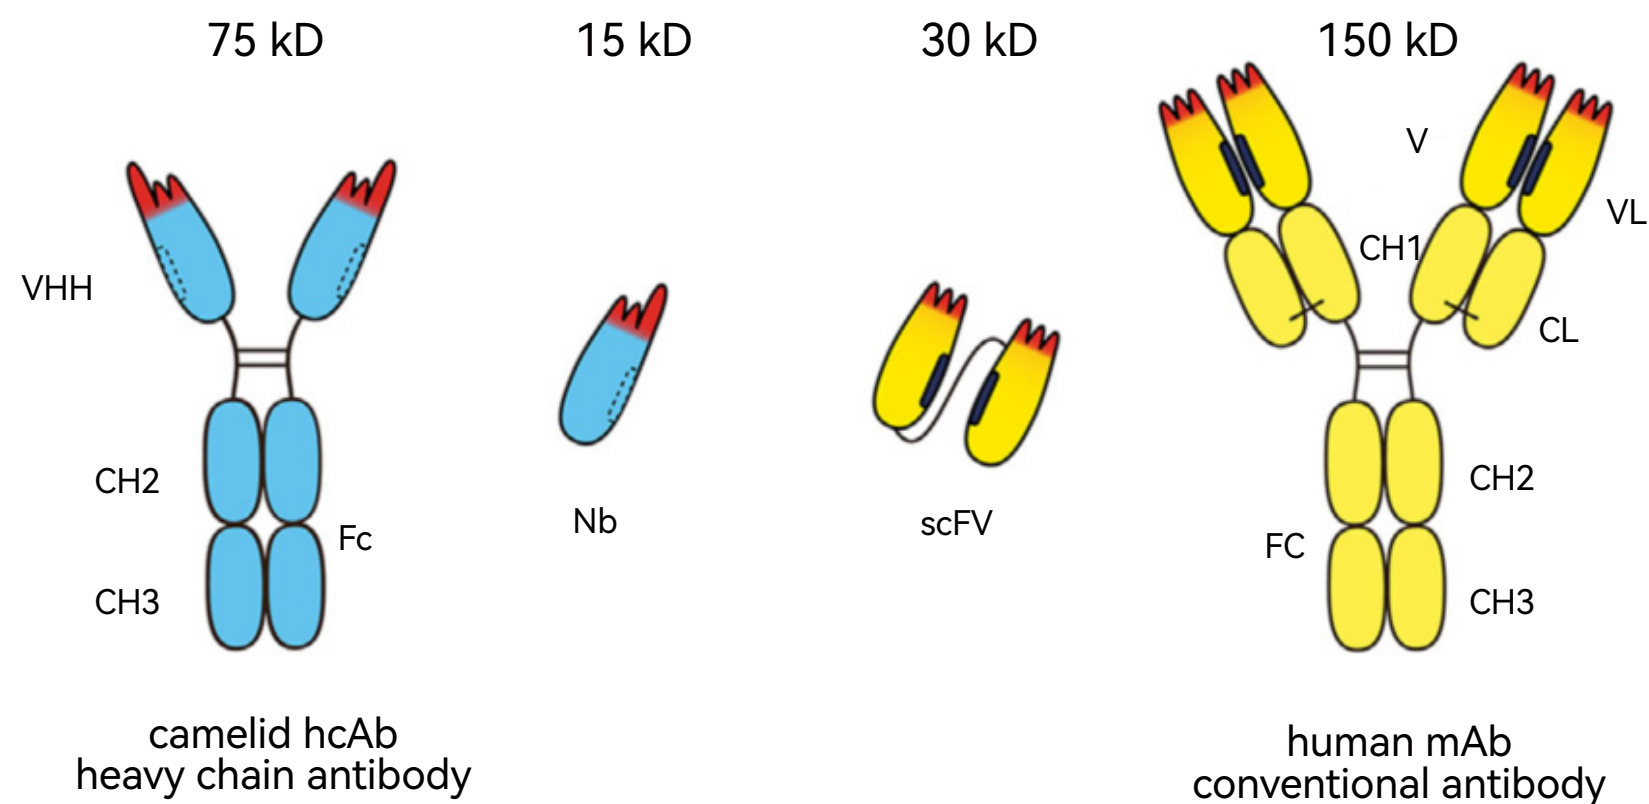 75 kD
15 kD
30 kD
150 kD
V
VL
CH1
VHH
CL
CH2
Fc
CH3
Nb
scFV
CH2
FC
CH3
camelid hcAb
heavy chain antibody
human mAb
conventional antibody